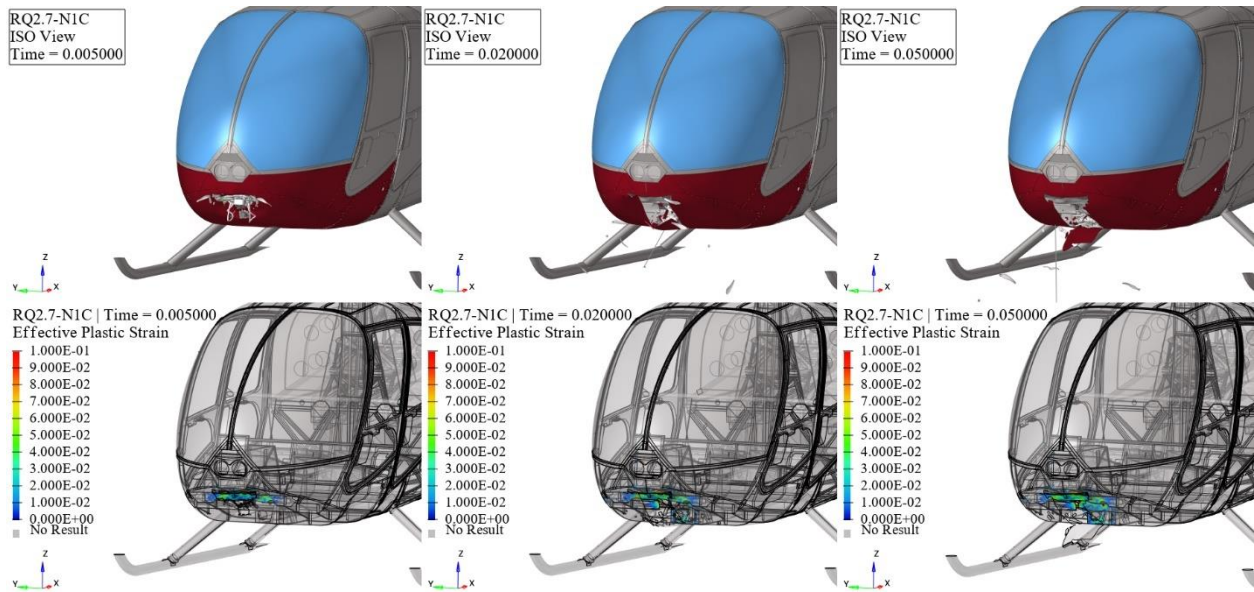 RQ2.7-N1C
ISO View
Time = 0.005000
Z
Y
X
RQ2.7-N1C
ISO View
Time = 0.020000
Z
Y
X
RQ2.7-N1C
ISO View
Time = 0.050000
Z
Y
X
RQ2.7-N1C | Time = 0.005000
Effective Plastic Strain
1.000E-01
9.000E-02
8.000E-02
7.000E-02
6.000E-02
5.000E-02
4.000E-02
3.000E-02
2.000E-02
1.000E-02
0.000E+00
No Result
Z
Y
X
RQ2.7-N1C | Time = 0.020000
Effective Plastic Strain
1.000E-01
9.000E-02
8.000E-02
7.000E-02
6.000E-02
5.000E-02
4.000E-02
3.000E-02
2.000E-02
1.000E-02
0.000E+00
No Result
Z
Y
X
RQ2.7-N1C | Time = 0.050000
Effective Plastic Strain
1.000E-01
9.000E-02
8.000E-02
7.000E-02
6.000E-02
5.000E-02
4.000E-02
3.000E-02
2.000E-02
1.000E-02
0.000E+00
No Result
Z
Y
X